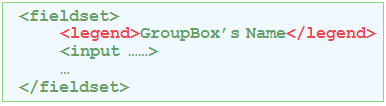 <fieldset>
<legend>GroupBox’s Name</legend>
<input ……>
…
</fieldset>